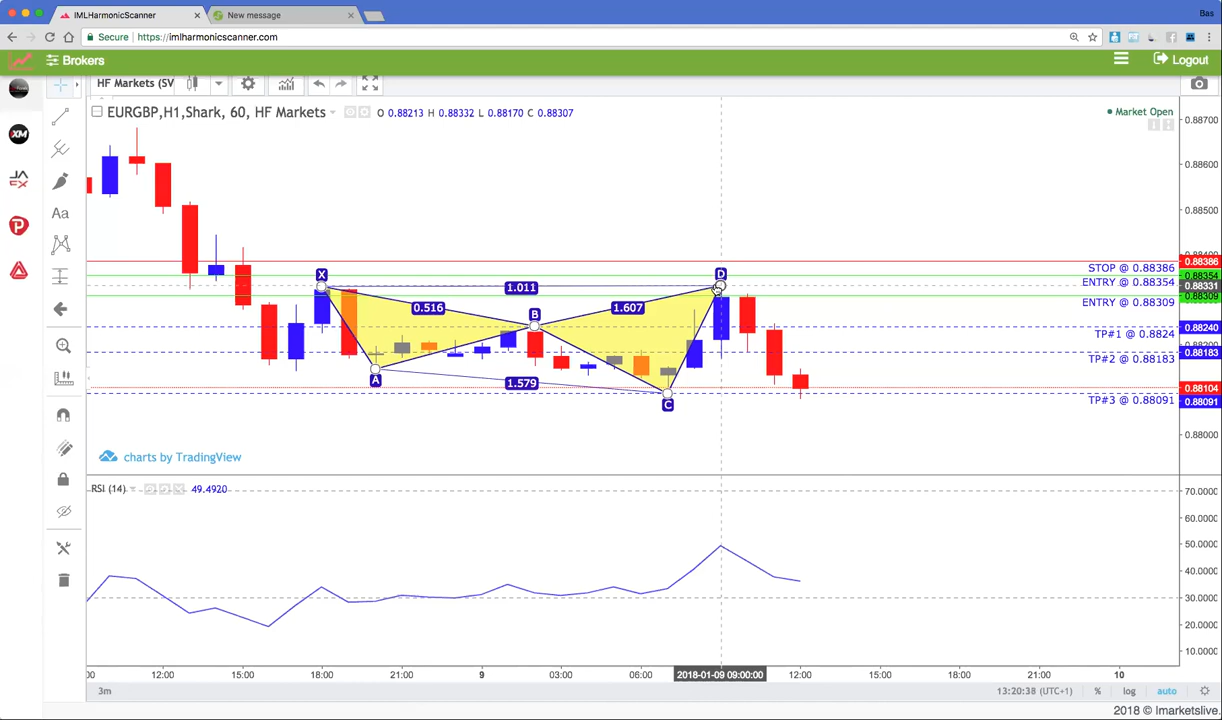 IMLHarmonicScanner
New message
Bas
Secure
https://imlharmonicscanner.com
Brokers
Logout
HF Markets (SV
EURGBP,H1,Shark, 60, HF Markets
O 0.88213 H 0.88332 L 0.88170 C 0.88307
Market Open
0.88700
0.88600
0.88500
XM
JA
FX
Aa
STOP @ 0.88386
0.88386
ENTRY @ 0.88354
0.88354
0.88331
ENTRY @ 0.88309
0.88309
TP#1 @ 0.8824
0.88240
TP#2 @ 0.88183
0.88183
0.88104
TP#3 @ 0.88091
0.88091
0.88000
X
D
1.011
0.516
1.607
B
A
1.579
C
charts by TradingView
RSI (14)
49.4920
70.0000
60.0000
50.0000
40.0000
30.0000
20.0000
10.0000
:00
12:00
15:00
18:00
21:00
9
03:00
06:00
2018-01-09 09:00:00
12:00
15:00
18:00
21:00
10
3m
13:20:38 (UTC+1)
%
log
auto
2018 © Imarketslive.